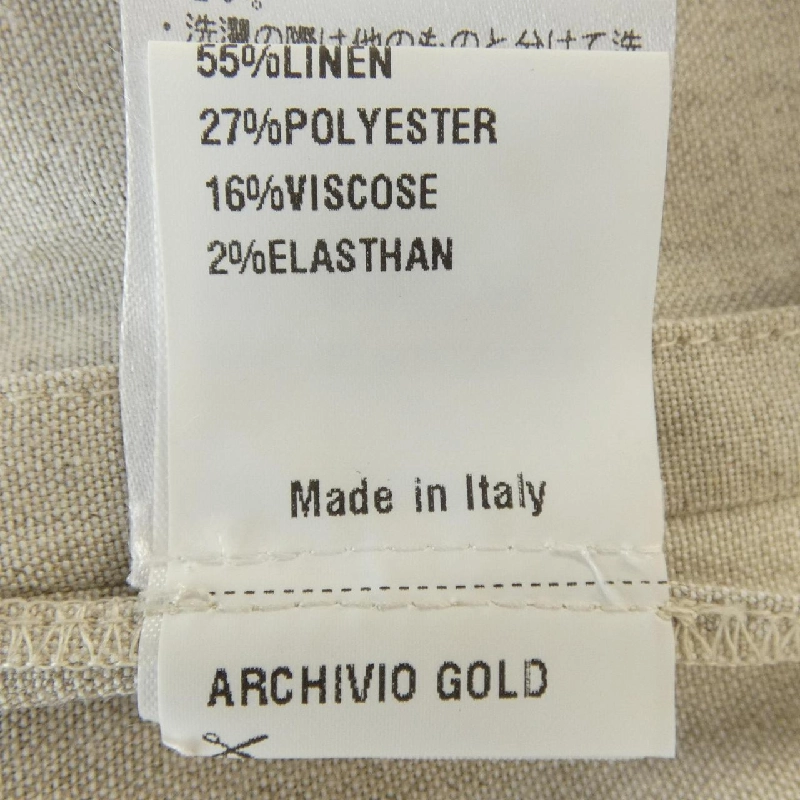 ・洗濯の際は他のものと分けて洗
55%LINEN
27%POLYESTER
16%VISCOSE
2%ELASTHAN
Made in Italy
ARCHIVIO GOLD